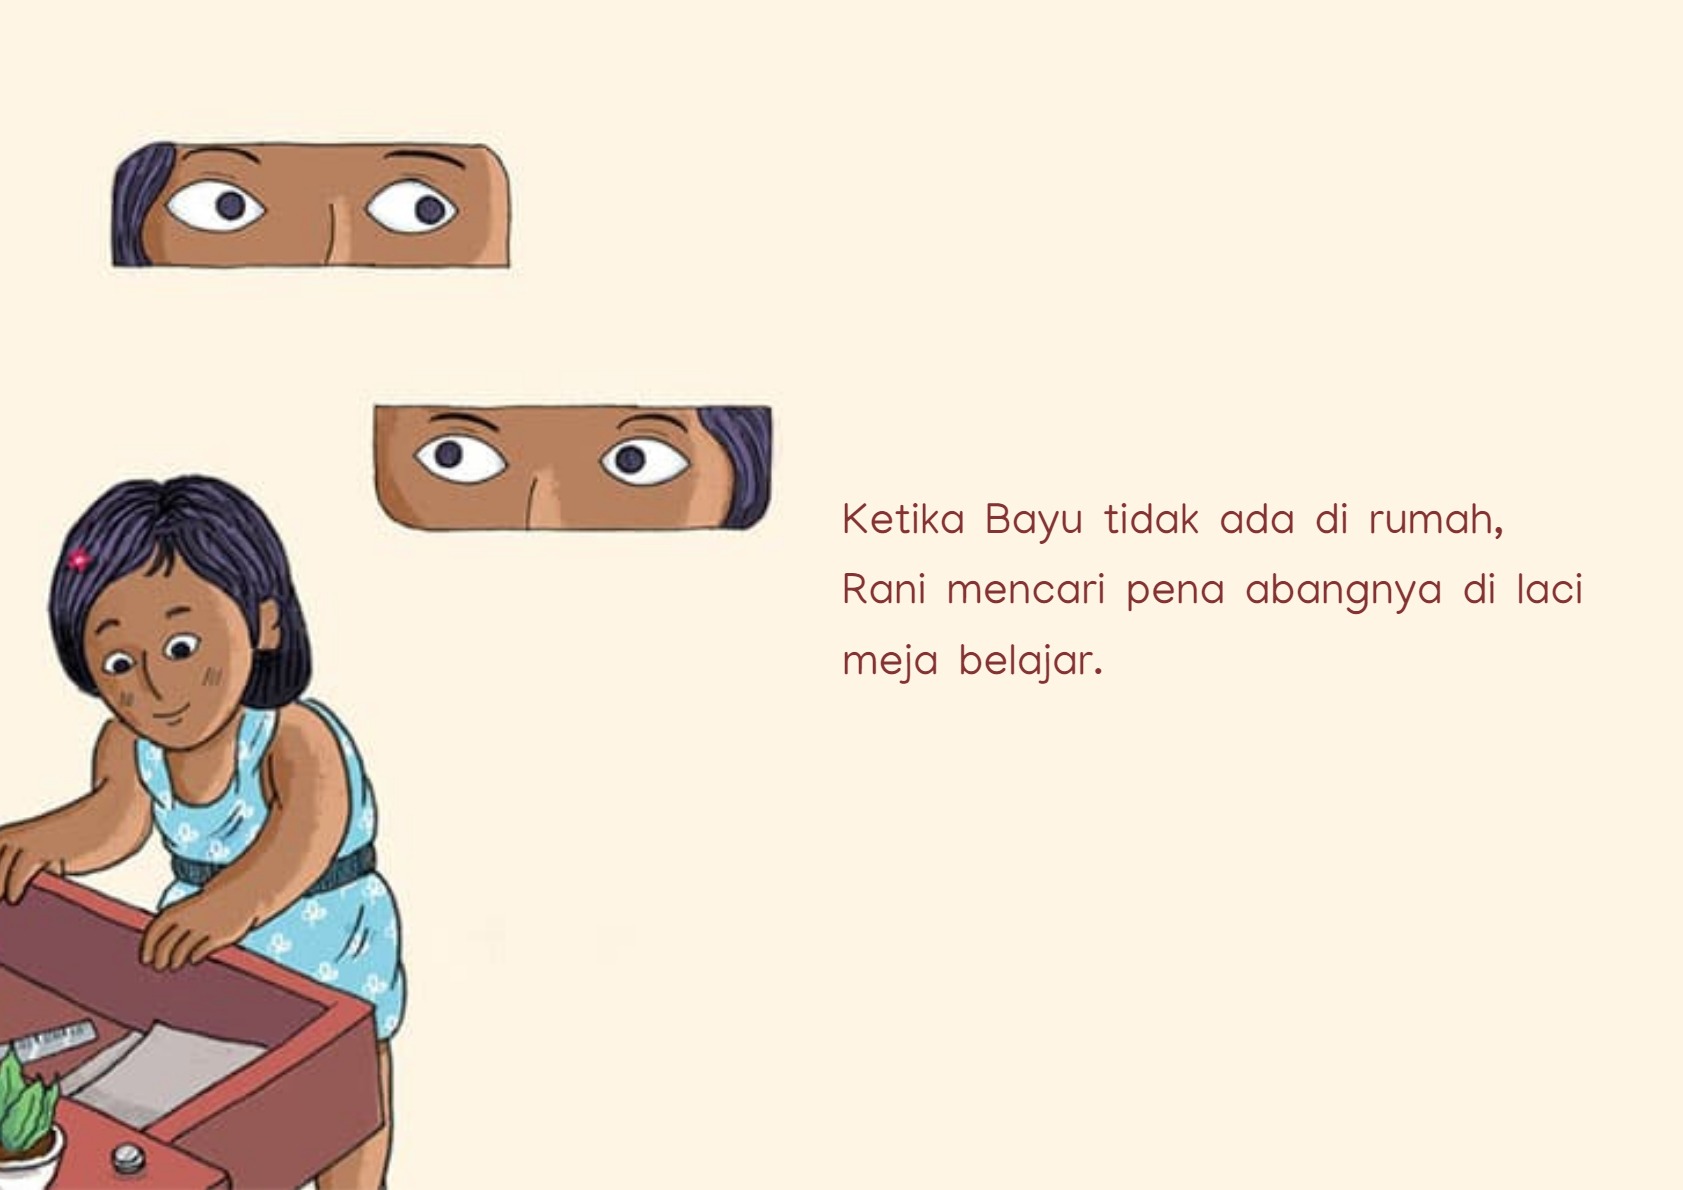 Ketika Bayu tidak ada di rumah,
Rani mencari pena abangnya di laci
meja belajar.